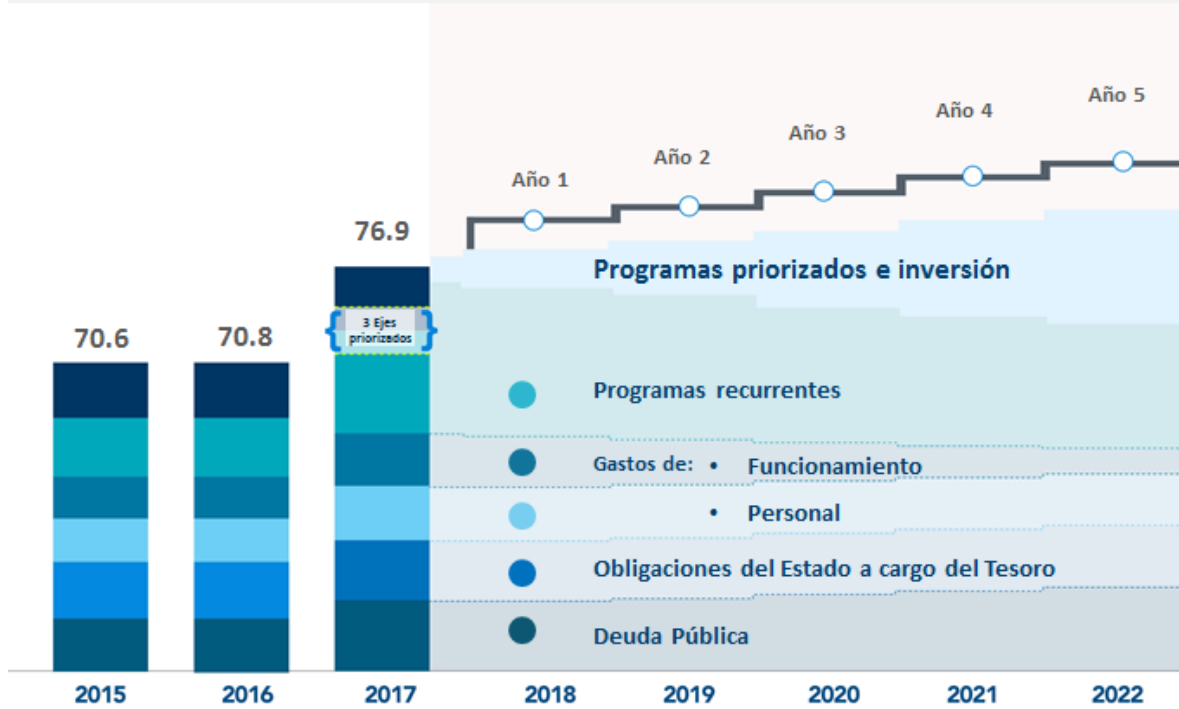 Año 5
Año 4
Año 3
Año 2
Año 1
76.9
70.6
70.8
3 Ejes
priorizados
Programas priorizados e inversión
Programas recurrentes
Gastos de: • Funcionamiento
• Personal
Obligaciones del Estado a cargo del Tesoro
Deuda Pública
2015 2016 2017 2018 2019 2020 2021 2022